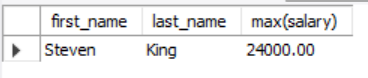 first_name last_name max(salary)
Steven King 24000.00